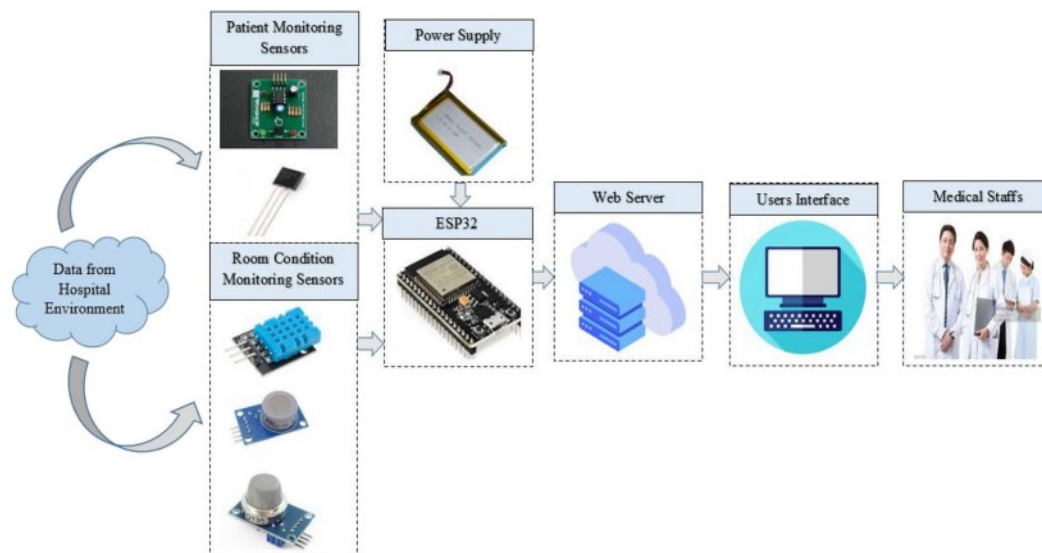 Patient Monitoring
Sensors
Power Supply
Data from
Hospital
Environment
Room Condition
Monitoring Sensors
ESP32
Web Server
Users Interface
Medical Staffs